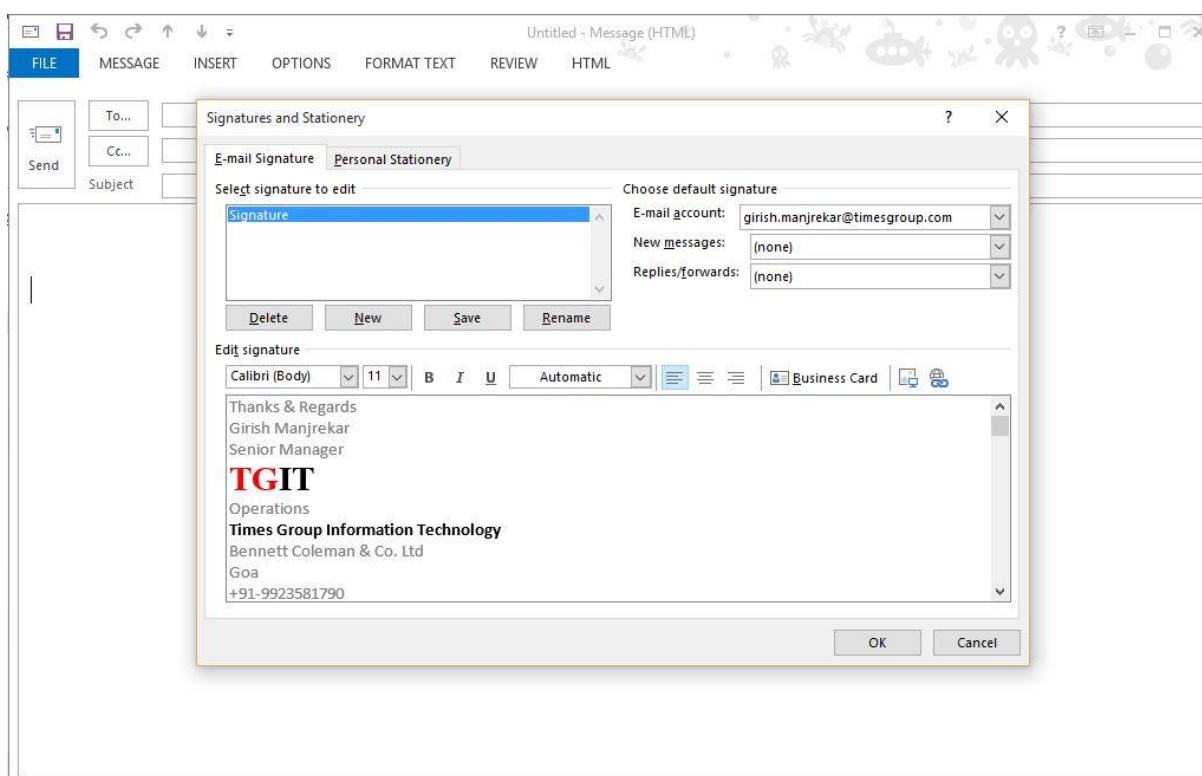 Untitled - Message (HTML)
?
FILE MESSAGE INSERT OPTIONS FORMAT TEXT REVIEW HTML
To...
Cc...
Send
Subject
Signatures and Stationery ?
E-mail Signature Personal Stationery
Select signature to edit
Signature
Delete New Save Rename
Choose default signature
E-mail account: girish.manjrekar@timesgroup.com
New messages: (none)
Replies/forwards: (none)
Edit signature
Calibri (Body) 11 B I U Automatic Business Card
Thanks & Regards
Girish Manjrekar
Senior Manager
TGIT
Operations
Times Group Information Technology
Bennett Coleman & Co. Ltd
Goa
+91-9923581790
OK Cancel